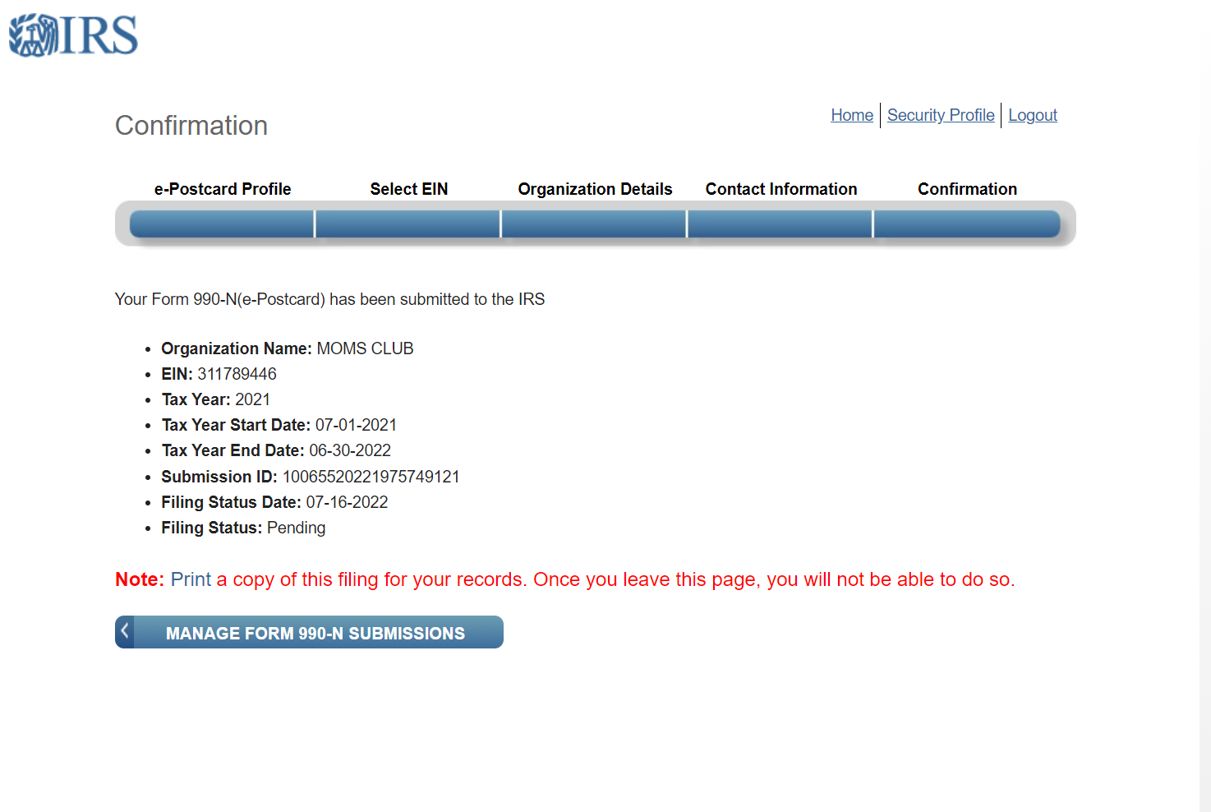 IRS
Home Security Profile Logout
Confirmation
e-Postcard Profile Select EIN Organization Details Contact Information Confirmation
Your Form 990-N(e-Postcard) has been submitted to the IRS
• Organization Name: MOMS CLUB
• EIN: 311789446
• Tax Year: 2021
• Tax Year Start Date: 07-01-2021
• Tax Year End Date: 06-30-2022
• Submission ID: 10065520221975749121
• Filing Status Date: 07-16-2022
• Filing Status: Pending
Note: Print a copy of this filing for your records. Once you leave this page, you will not be able to do so.
MANAGE FORM 990-N SUBMISSIONS